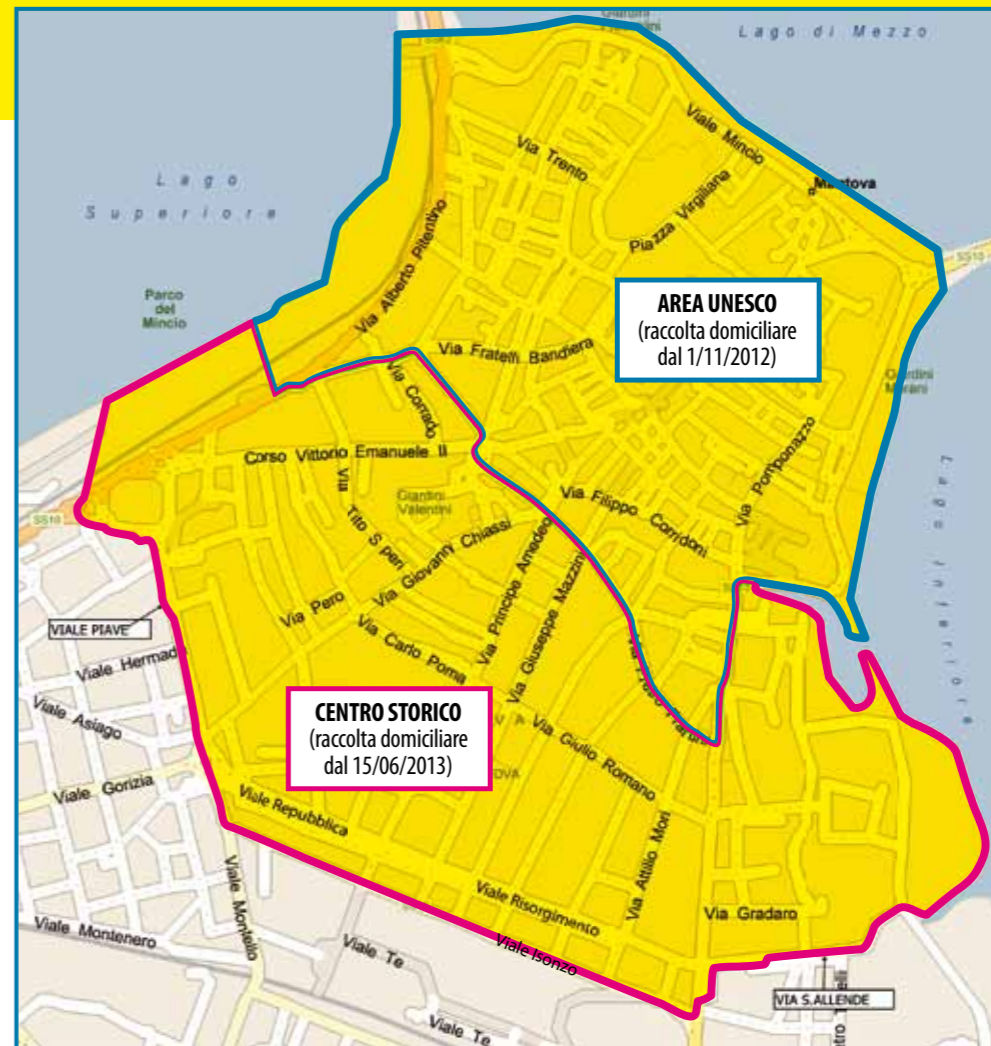 Lago di Mezzo
Viale Mincio
Via Trento
Mantova
Lago
Superiore
Piazza Virgiliana
Via Alberto Pitentino
SS10
Parco
del
Mincio
AREA UNESCO
(raccolta domiciliare
dal 1/11/2012)
Via Fratelli Bandiera
Giardini
Via Corrado
Corso Vittorio Emanuele II
Via Pomponazzo
Giardini
Valentini
Via Filippo Corridoni
Lago Inferiore
Via Tito Speri
Via Giovanni Chiassi
SS10
Via Principe Amedeo
Via Giuseppe Mazzini
Via Pero
VIALE PIAVE
Via Carlo Poma
Viale Hermada
CENTRO STORICO
(raccolta domiciliare
dal 15/06/2013)
Viale Asiago
Via Giulio Romano
Viale Gorizia
Viale Repubblica
Via Attilio Mori
Viale Risorgimento
Via Gradaro
Viale Montello
Viale Montenero
Viale Te
Viale Isonzo
VIA S.ALLENDE
Viale Te